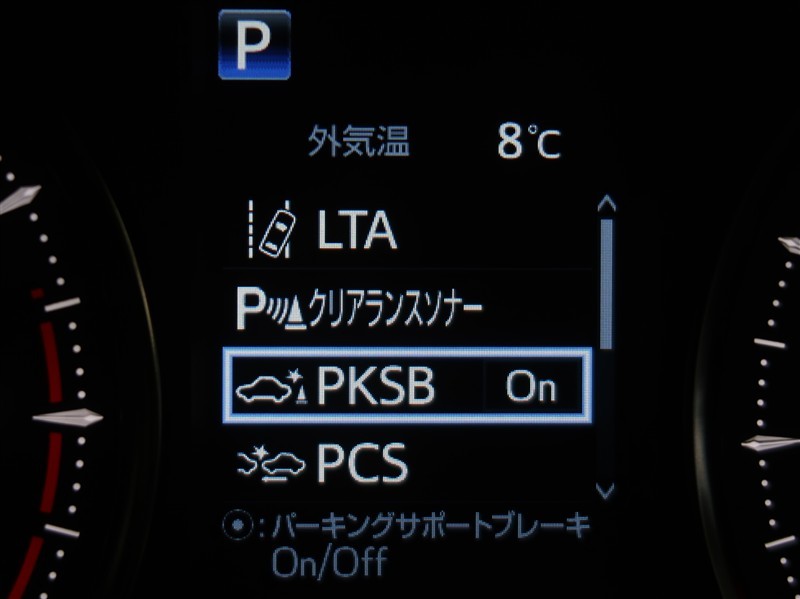 P
外気温 8℃
LTA
Pクリアランスソナー
PKSB On
PCS
:パーキングサポートブレーキ
On/Off